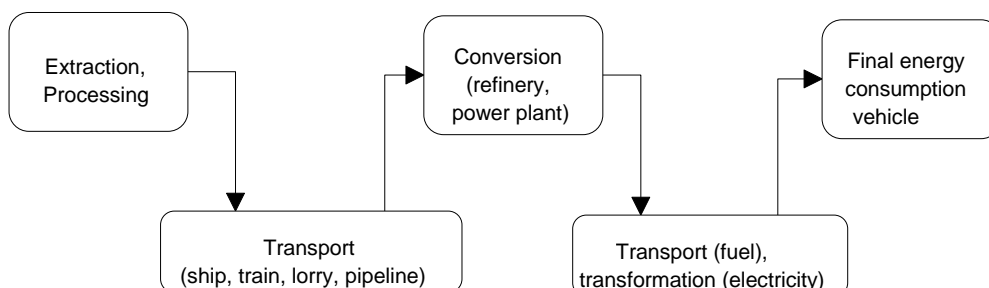 Extraction,
Processing
Transport
(ship, train, lorry, pipeline)
Conversion
(refinery,
power plant)
Transport (fuel),
transformation (electricity)
Final energy
consumption
vehicle